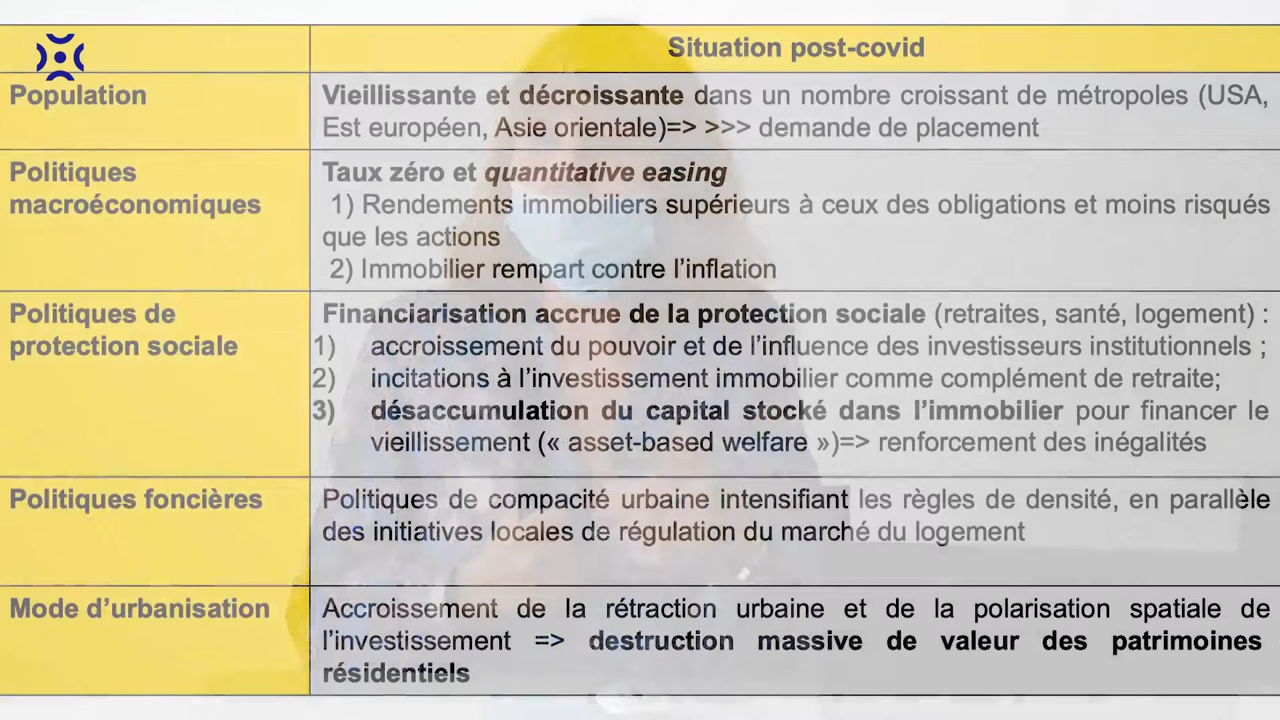 Situation post-covid
Population
Vieillissante et décroissante dans un nombre croissant de métropoles (USA,
Est européen, Asie orientale)=> >>> demande de placement
Politiques
macroéconomiques
Taux zéro et quantitative easing
1) Rendements immobiliers supérieurs à ceux des obligations et moins risqués
que les actions
2) Immobilier rempart contre l'inflation
Politiques de
protection sociale
Financiarisation accrue de la protection sociale (retraites, santé, logement) :
1) accroissement du pouvoir et de l'influence des investisseurs institutionnels ;
2) incitations à l'investissement immobilier comme complément de retraite;
3) désaccumulation du capital stocké dans l'immobilier pour financer le
vieillissement (« asset-based welfare »)=> renforcement des inégalités
Politiques foncières
Politiques de compacité urbaine intensifiant les règles de densité, en parallèle
des initiatives locales de régulation du marché du logement
Mode d'urbanisation
Accroissement de la rétraction urbaine et de la polarisation spatiale de
l'investissement => destruction massive de valeur des patrimoines
résidentiels